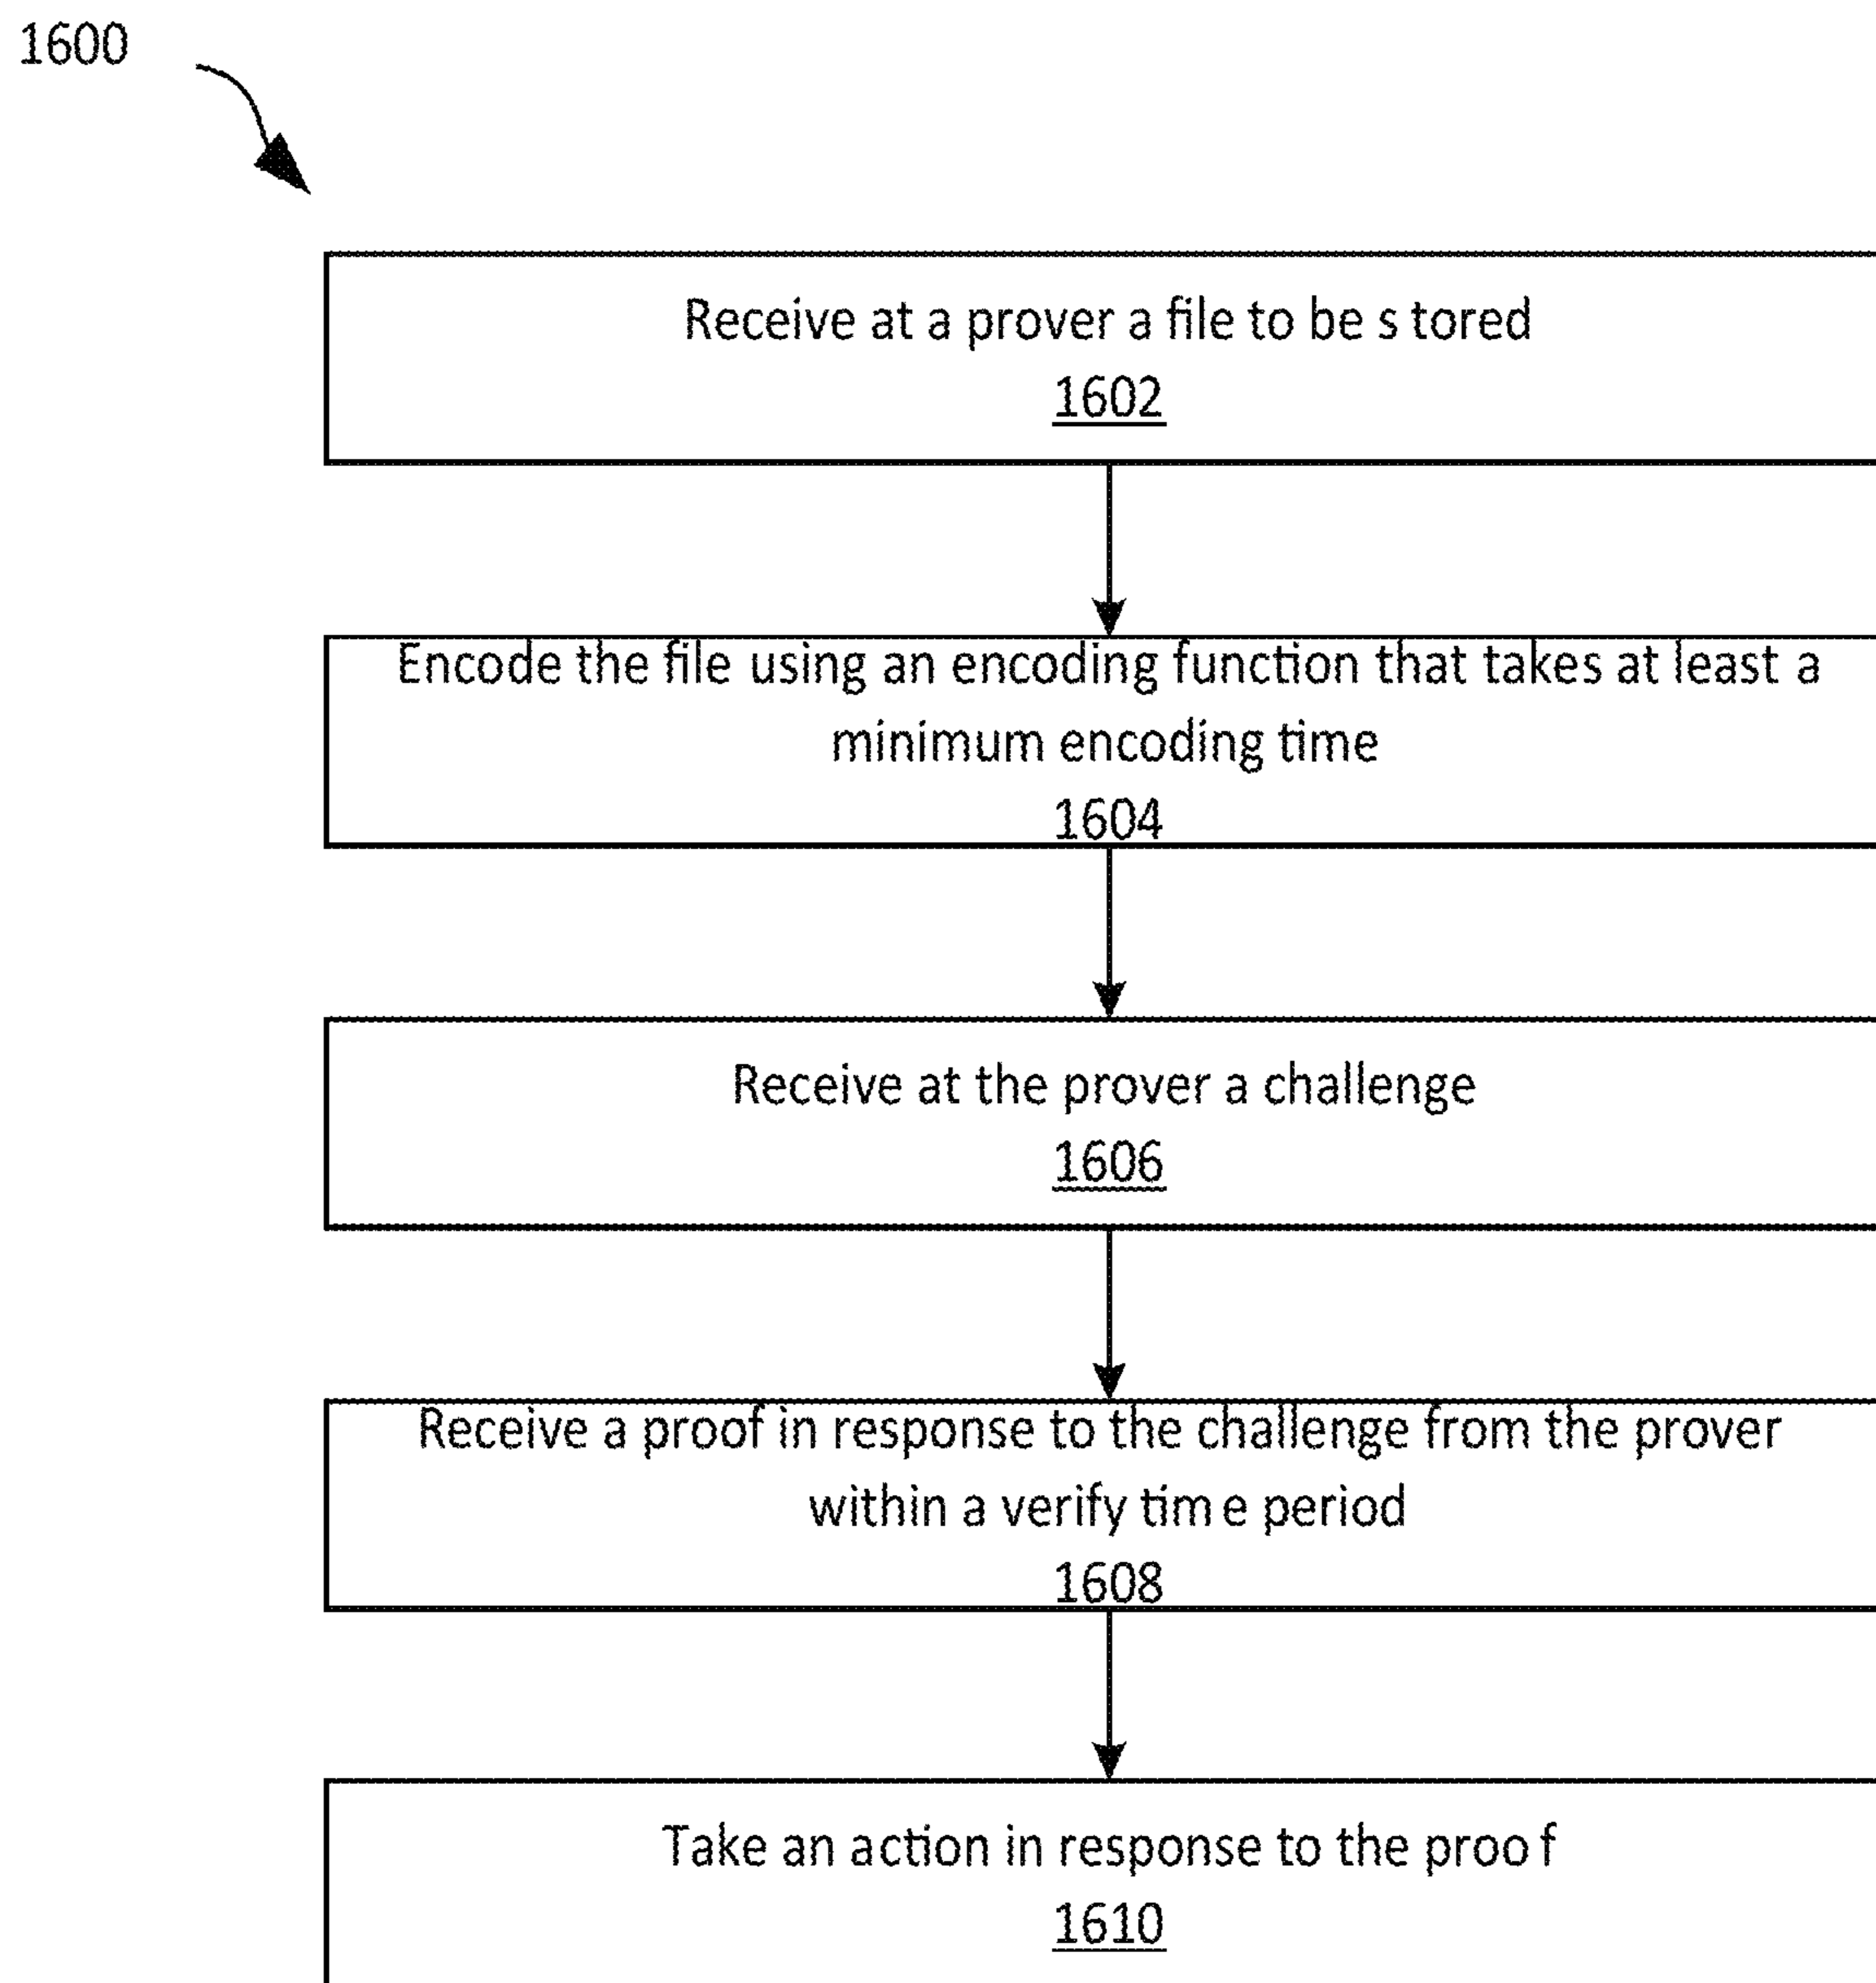 1600
Receive at a prover a file to be s tored
1602
Encode the file using an encoding function that takes at least a
minimum encoding time
1604
Receive at the prover a challenge
1606
Receive a proof in response to the challenge from the prover
within a verify tim e period
1608
Take an action in response to the proo f
1610